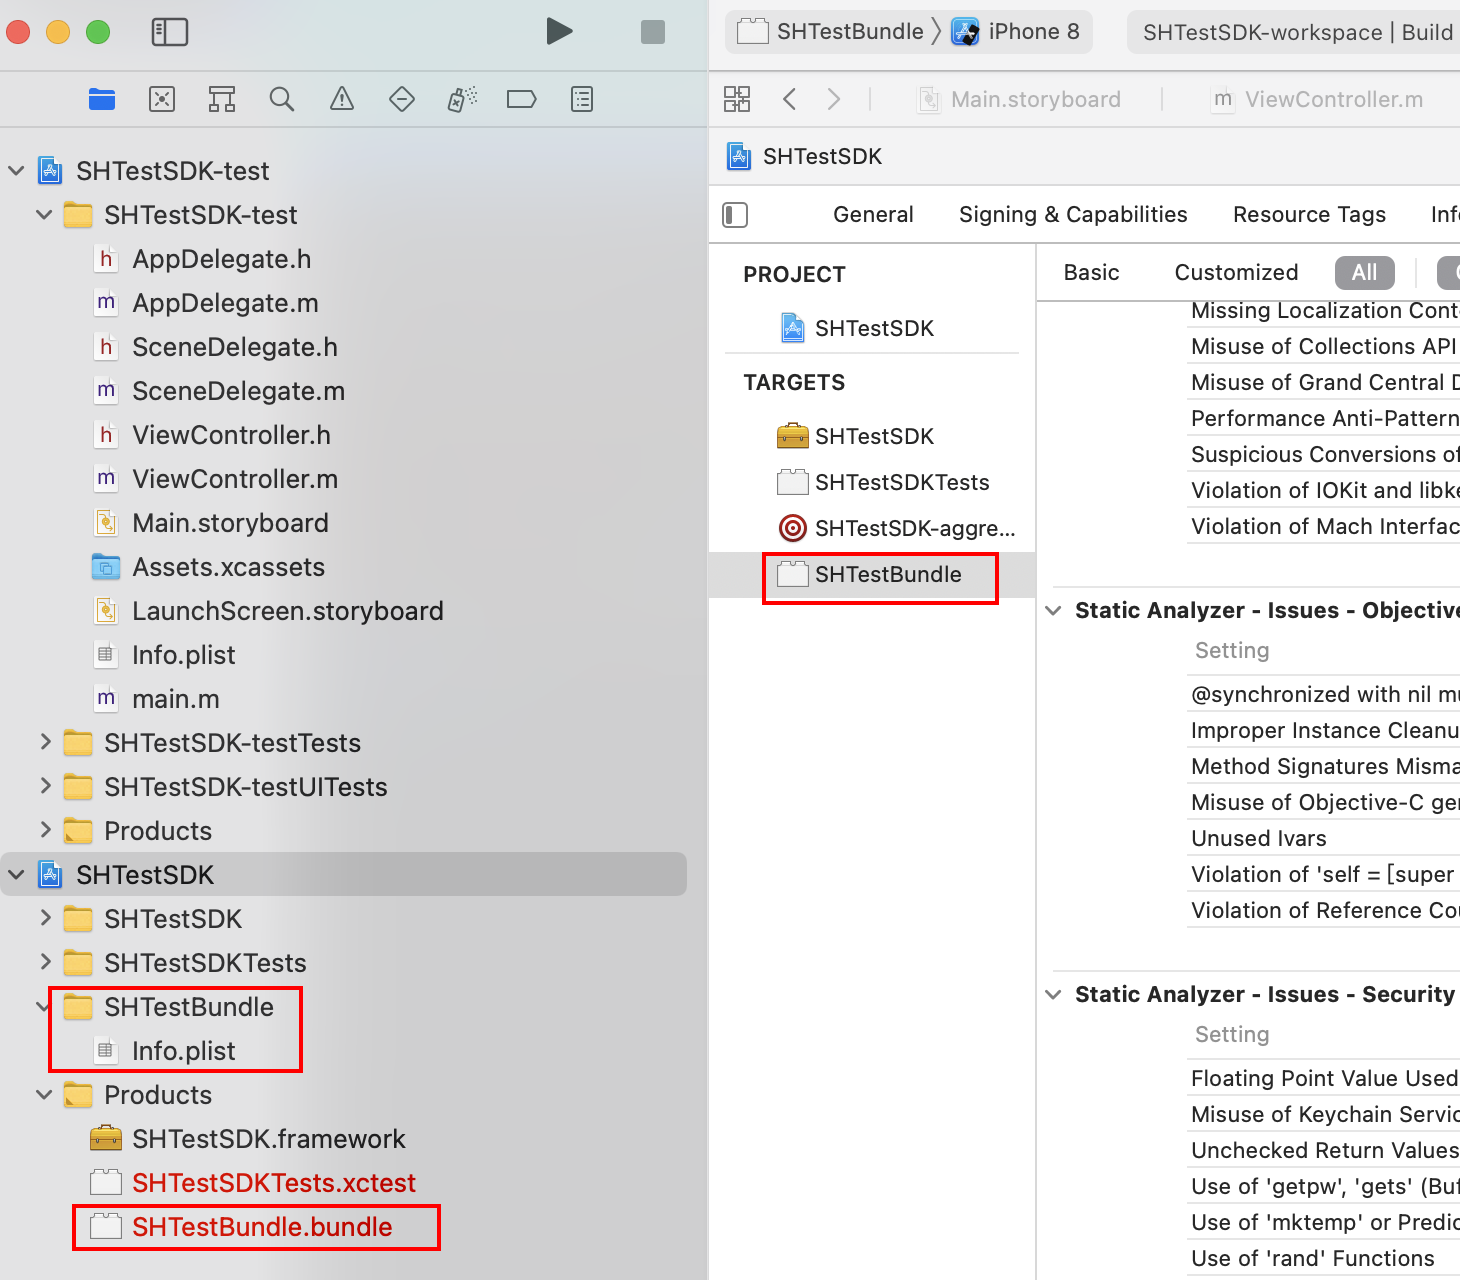 SHTestBundle
iPhone 8
SHTestSDK-workspace | Build
Main.storyboard
ViewController.m
SHTestSDK-test
SHTestSDK-test
AppDelegate.h
AppDelegate.m
SceneDelegate.h
SceneDelegate.m
ViewController.h
ViewController.m
Main.storyboard
Assets.xcassets
LaunchScreen.storyboard
Info.plist
main.m
SHTestSDK-testTests
SHTestSDK-testUITests
Products
SHTestSDK
SHTestSDK
SHTestSDKTests
SHTestBundle
Info.plist
Products
SHTestSDK.framework
SHTestSDKTests.xctest
SHTestBundle.bundle
SHTestSDK
General Signing & Capabilities Resource Tags Inf
PROJECT
SHTestSDK
TARGETS
SHTestSDK
SHTestSDKTests
SHTestSDK-aggre...
SHTestBundle
Basic Customized All
Missing Localization Cont
Misuse of Collections API
Misuse of Grand Central D
Performance Anti-Pattern
Suspicious Conversions of
Violation of IOKit and libke
Violation of Mach Interfac
Static Analyzer - Issues - Objective
Setting
@synchronized with nil mu
Improper Instance Cleanu
Method Signatures Misma
Misuse of Objective-C gen
Unused Ivars
Violation of 'self = [super
Violation of Reference Cou
Static Analyzer - Issues - Security
Setting
Floating Point Value Used
Misuse of Keychain Servic
Unchecked Return Values
Use of 'getpw', 'gets' (Buf
Use of 'mktemp' or Predic
Use of 'rand' Functions